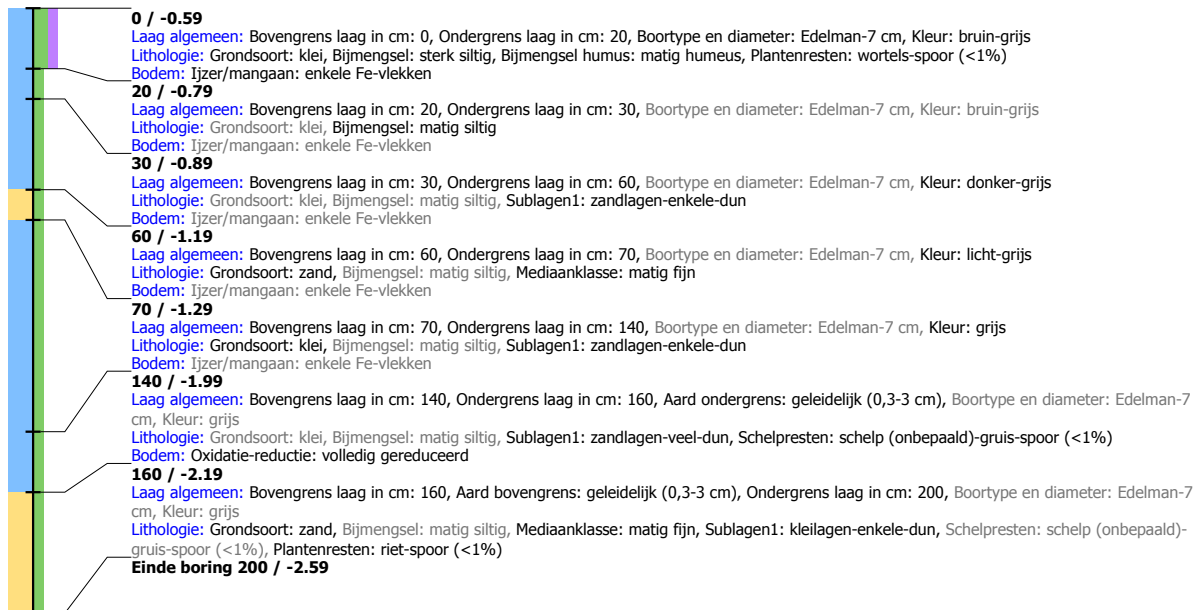 0 / -0.59
Laag algemeen: Bovengrens laag in cm: 0, Ondergrens laag in cm: 20, Boortype en diameter: Edelman-7 cm, Kleur: bruin-grijs
Lithologie: Grondsoort: klei, Bijmengsel: sterk siltig, Bijmengsel humus: matig humeus, Plantenresten: wortels-spoor (<1%)
Bodem: Ijzer/mangaan: enkele Fe-vlekken
20 / -0.79
Laag algemeen: Bovengrens laag in cm: 20, Ondergrens laag in cm: 30, Boortype en diameter: Edelman-7 cm, Kleur: bruin-grijs
Lithologie: Grondsoort: klei, Bijmengsel: matig siltig
Bodem: Ijzer/mangaan: enkele Fe-vlekken
30 / -0.89
Laag algemeen: Bovengrens laag in cm: 30, Ondergrens laag in cm: 60, Boortype en diameter: Edelman-7 cm, Kleur: donker-grijs
Lithologie: Grondsoort: klei, Bijmengsel: matig siltig, Sublagen1: zandlagen-enkele-dun
Bodem: Ijzer/mangaan: enkele Fe-vlekken
60 / -1.19
Laag algemeen: Bovengrens laag in cm: 60, Ondergrens laag in cm: 70, Boortype en diameter: Edelman-7 cm, Kleur: licht-grijs
Lithologie: Grondsoort: zand, Bijmengsel: matig siltig, Mediaanklasse: matig fijn
Bodem: Ijzer/mangaan: enkele Fe-vlekken
70 / -1.29
Laag algemeen: Bovengrens laag in cm: 70, Ondergrens laag in cm: 140, Boortype en diameter: Edelman-7 cm, Kleur: grijs
Lithologie: Grondsoort: klei, Bijmengsel: matig siltig, Sublagen1: zandlagen-enkele-dun
Bodem: Ijzer/mangaan: enkele Fe-vlekken
140 / -1.99
Laag algemeen: Bovengrens laag in cm: 140, Ondergrens laag in cm: 160, Aard ondergrens: geleidelijk (0,3-3 cm), Boortype en diameter: Edelman-7
cm, Kleur: grijs
Lithologie: Grondsoort: klei, Bijmengsel: matig siltig, Sublagen1: zandlagen-veel-dun, Schelpresten: schelp (onbepaald)-gruis-spoor (<1%)
Bodem: Oxidatie-reductie: volledig gereduceerd
160 / -2.19
Laag algemeen: Bovengrens laag in cm: 160, Aard bovengrens: geleidelijk (0,3-3 cm), Ondergrens laag in cm: 200, Boortype en diameter: Edelman-7
cm, Kleur: grijs
Lithologie: Grondsoort: zand, Bijmengsel: matig siltig, Mediaanklasse: matig fijn, Sublagen1: kleilagen-enkele-dun, Schelpresten: schelp (onbepaald)-
gruis-spoor (<1%), Plantenresten: riet-spoor (<1%)
Einde boring 200 / -2.59